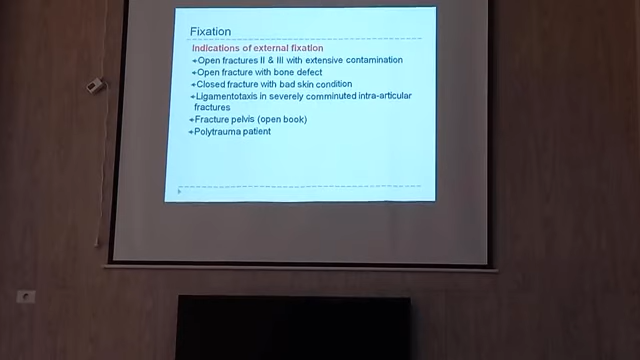 Fixation
Indications of external fixation
Open fractures II & III with extensive contamination
Open fracture with bone defect
Closed fracture with bad skin condition
Ligamentotaxis in severely comminuted intra-articular
fractures
Fracture pelvis (open book)
Polytrauma patient